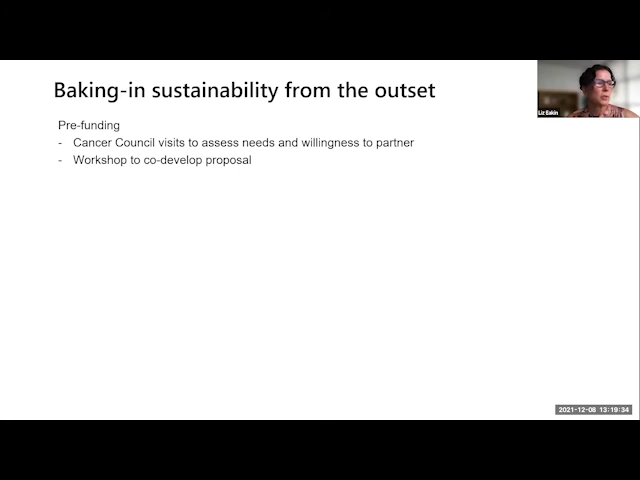 Baking-in sustainability from the outset
Liz Eakin
Pre-funding
- Cancer Council visits to assess needs and willingness to partner
- Workshop to co-develop proposal
2021-12-08 13:19:34